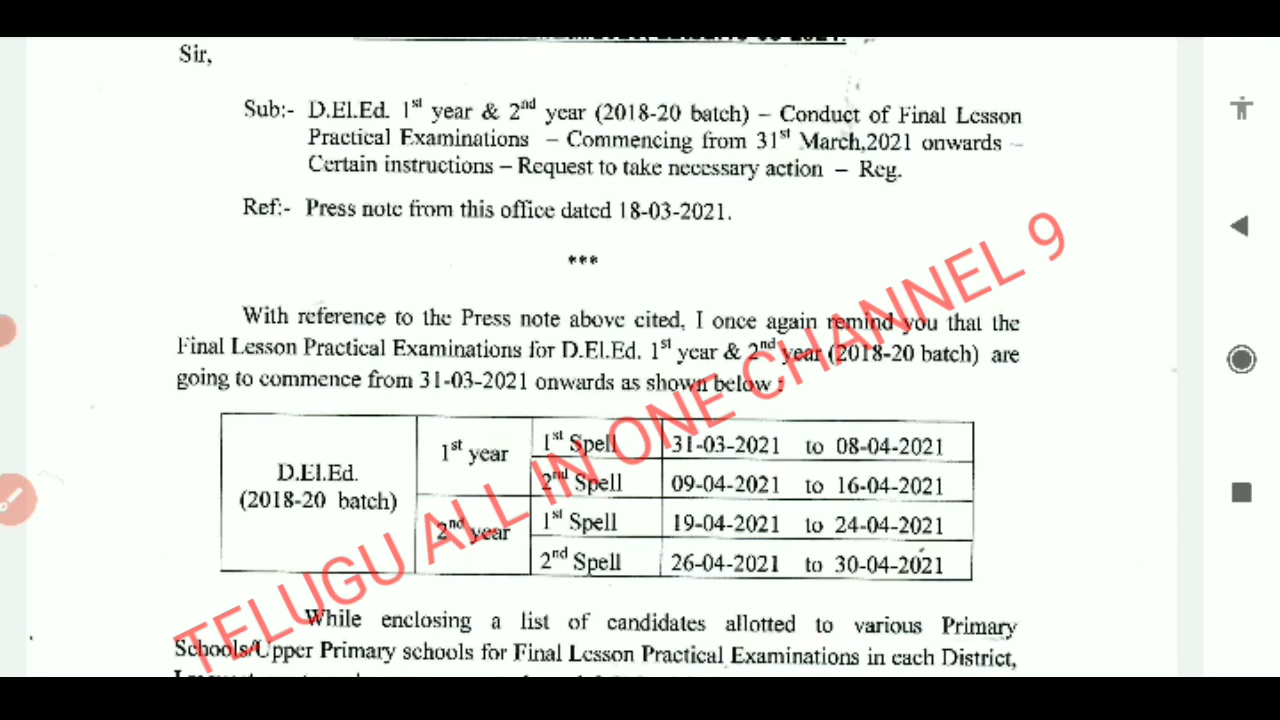 Sir,
Sub:- D.El.Ed. 1st year & 2nd year (2018-20 batch) – Conduct of Final Lesson
Practical Examinations – Commencing from 31st March,2021 onwards –
Certain instructions – Request to take necessary action – Reg.
Ref:- Press note from this office dated 18-03-2021.
***
With reference to the Press note above cited, I once again remind you that the
Final Lesson Practical Examinations for D.El.Ed. 1st year & 2nd year (2018-20 batch) are
going to commence from 31-03-2021 onwards as shown below :
D.El.Ed.
(2018-20 batch)
1st year
1st Spell 31-03-2021 to 08-04-2021
2nd Spell 09-04-2021 to 16-04-2021
2nd year
1st Spell 19-04-2021 to 24-04-2021
2nd Spell 26-04-2021 to 30-04-2021
While enclosing a list of candidates allotted to various Primary
Schools/Upper Primary schools for Final Lesson Practical Examinations in each District,
TELUGU ALL IN ONE CHANNEL 9